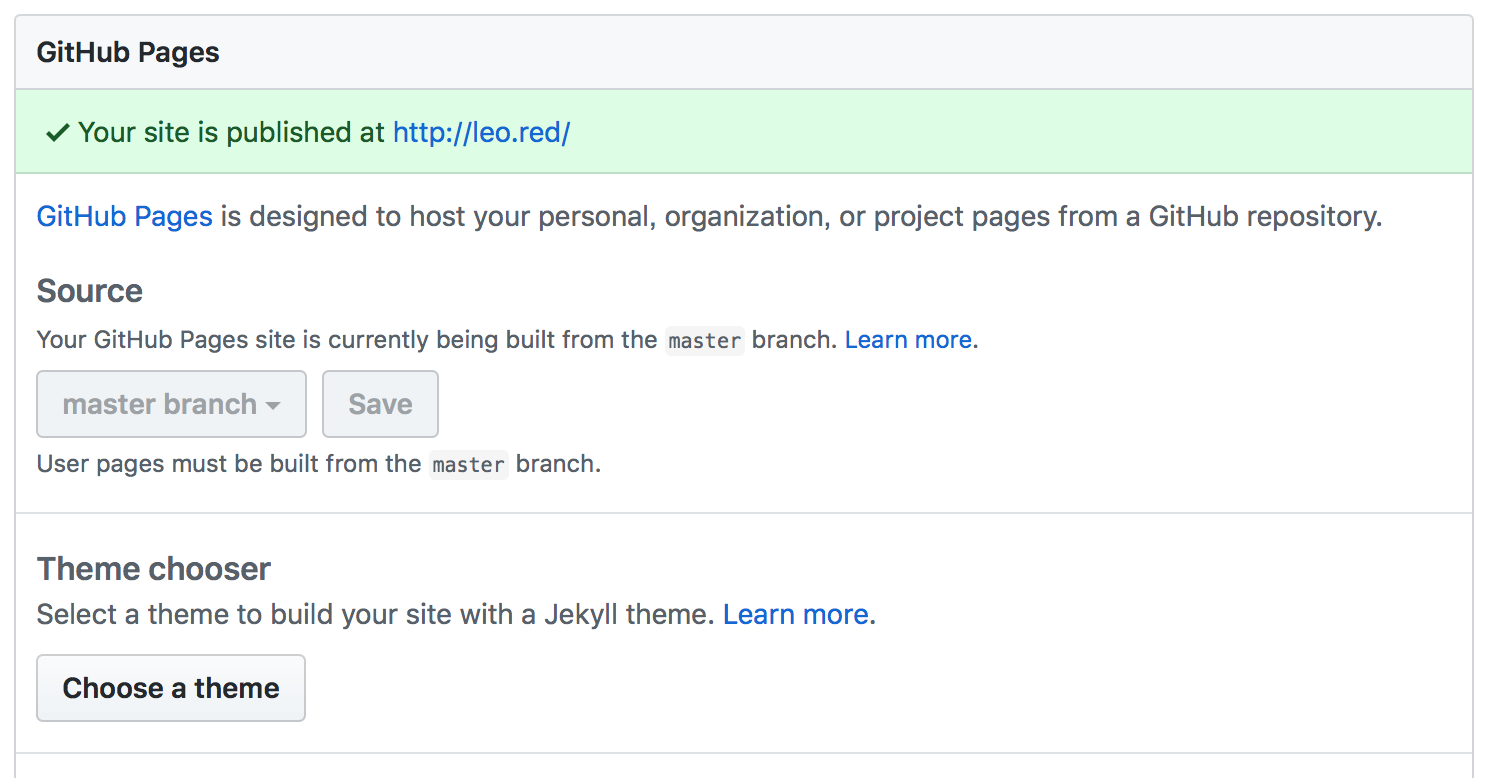 GitHub Pages
Your site is published at http://leo.red/
GitHub Pages is designed to host your personal, organization, or project pages from a GitHub repository.
Source
Your GitHub Pages site is currently being built from the master branch. Learn more.
master branch Save
User pages must be built from the master branch.
Theme chooser
Select a theme to build your site with a Jekyll theme. Learn more.
Choose a theme